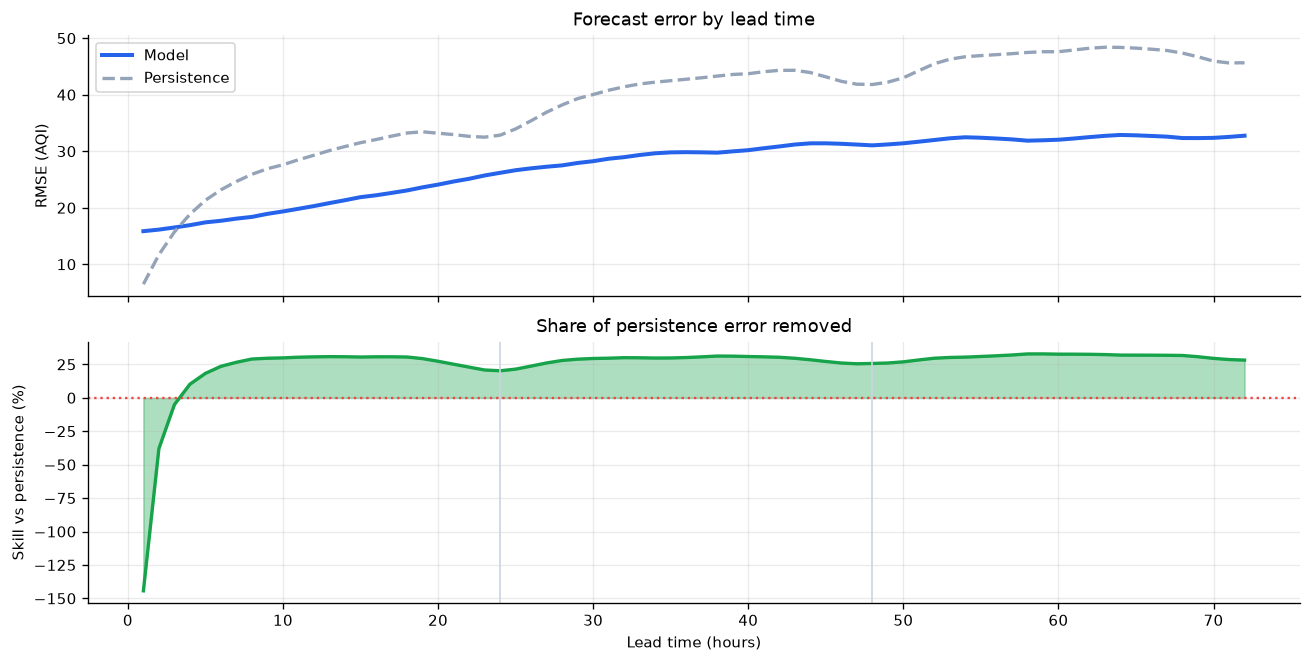 Forecast error by lead time
50
40
30
20
10
RMSE (AQI)
Model
Persistence
Share of persistence error removed
25
0
−25
−50
−75
−100
−125
−150
Skill vs persistence (%)
0 10 20 30 40 50 60 70
Lead time (hours)